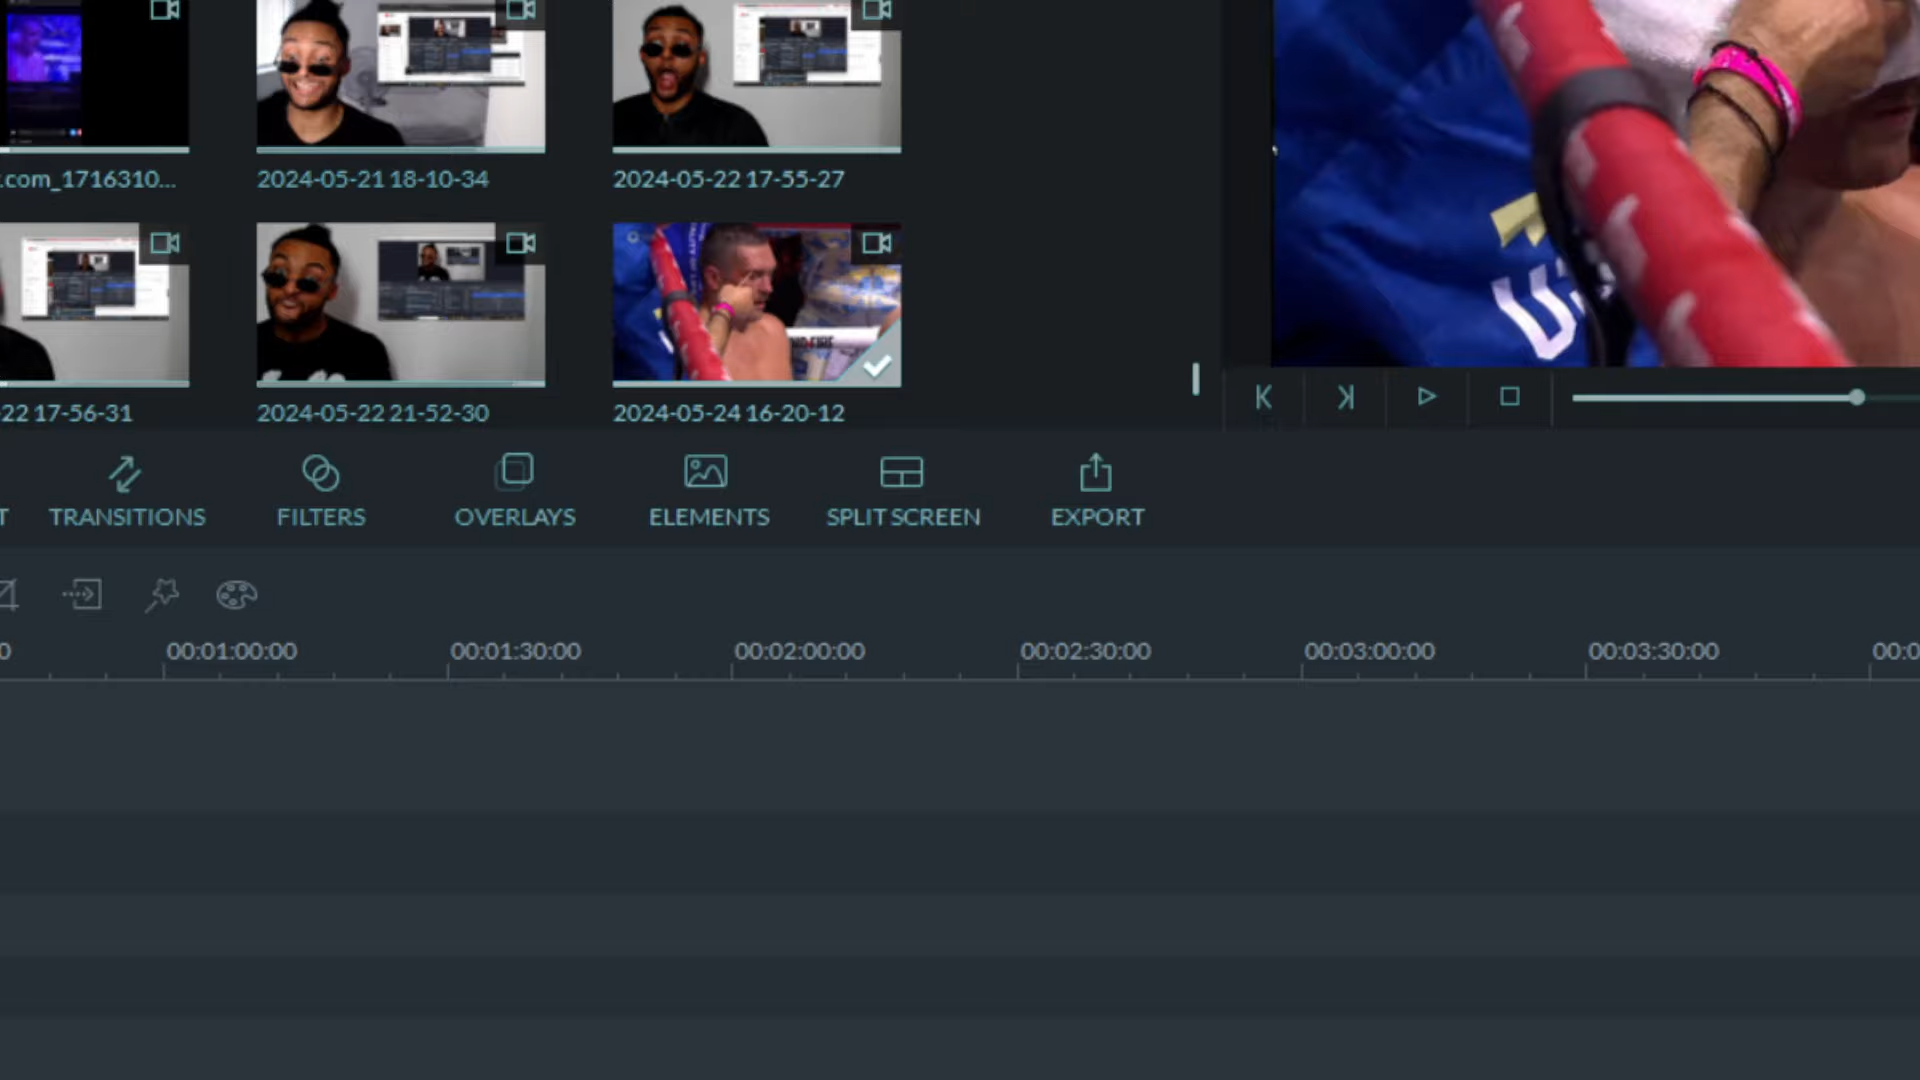 .com_1716310...
2024-05-21 18-10-34
2024-05-22 17-55-27
22 17-56-31
2024-05-22 21-52-30
2024-05-24 16-20-12
T
TRANSITIONS
FILTERS
OVERLAYS
ELEMENTS
SPLIT SCREEN
EXPORT
0
00:01:00:00
00:01:30:00
00:02:00:00
00:02:30:00
00:03:00:00
00:03:30:00
00:0